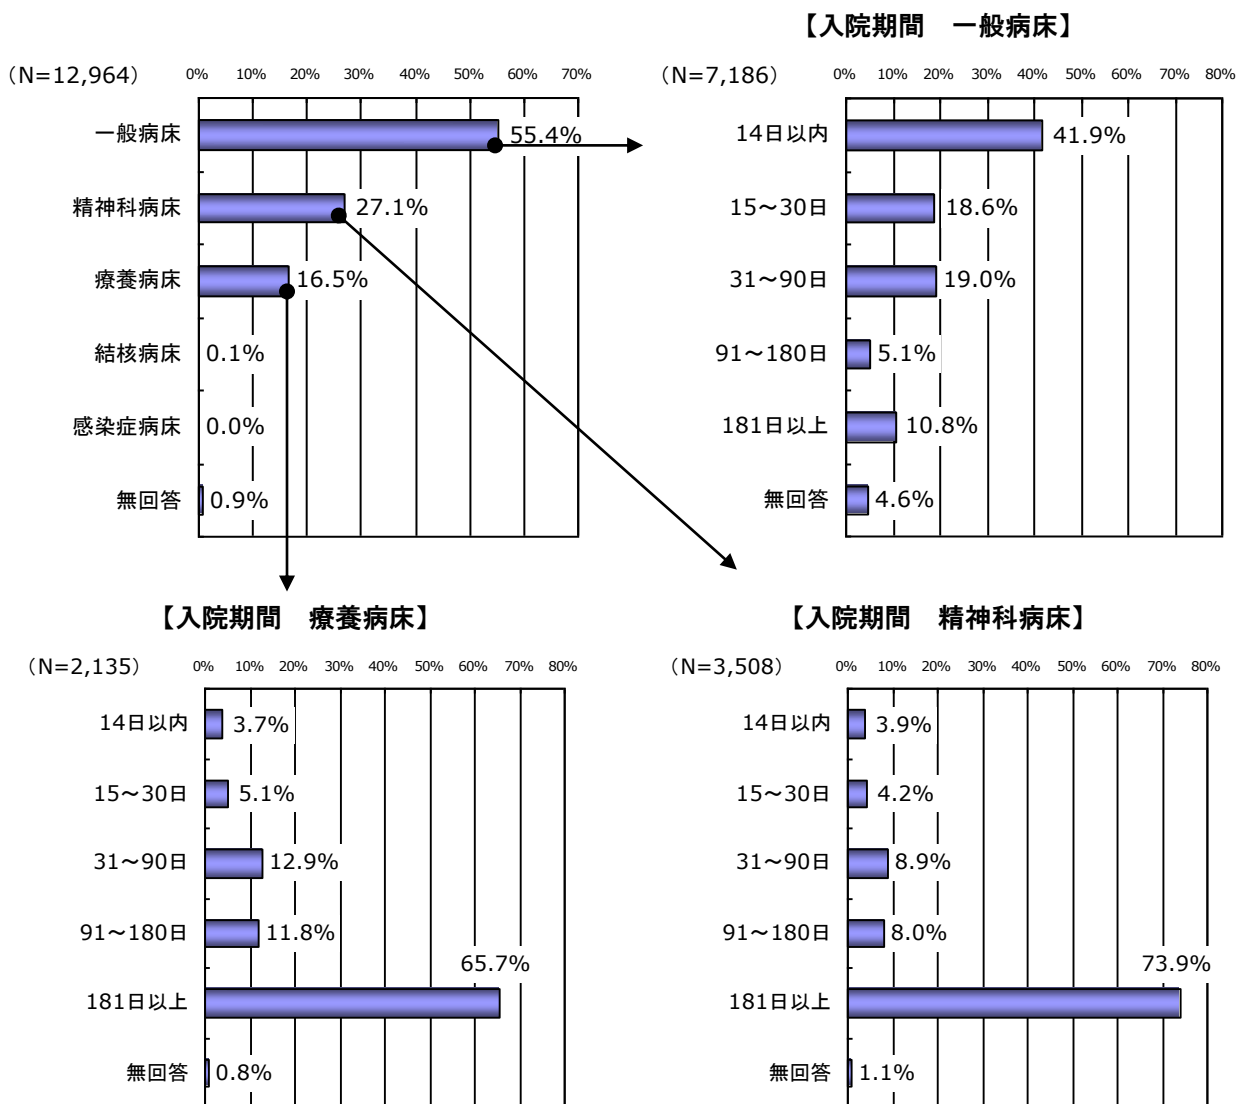 (N=12,964)
0% 10% 20% 30% 40% 50% 60% 70%
一般病床 55.4%
精神科病床 27.1%
療養病床 16.5%
結核病床 0.1%
感染症病床 0.0%
無回答 0.9%
【入院期間　一般病床】
(N=7,186)
0% 10% 20% 30% 40% 50% 60% 70% 80%
14日以内 41.9%
15～30日 18.6%
31～90日 19.0%
91～180日 5.1%
181日以上 10.8%
無回答 4.6%
【入院期間　療養病床】
(N=2,135)
0% 10% 20% 30% 40% 50% 60% 70% 80%
14日以内 3.7%
15～30日 5.1%
31～90日 12.9%
91～180日 11.8%
181日以上 65.7%
無回答 0.8%
【入院期間　精神科病床】
(N=3,508)
0% 10% 20% 30% 40% 50% 60% 70% 80%
14日以内 3.9%
15～30日 4.2%
31～90日 8.9%
91～180日 8.0%
181日以上 73.9%
無回答 1.1%